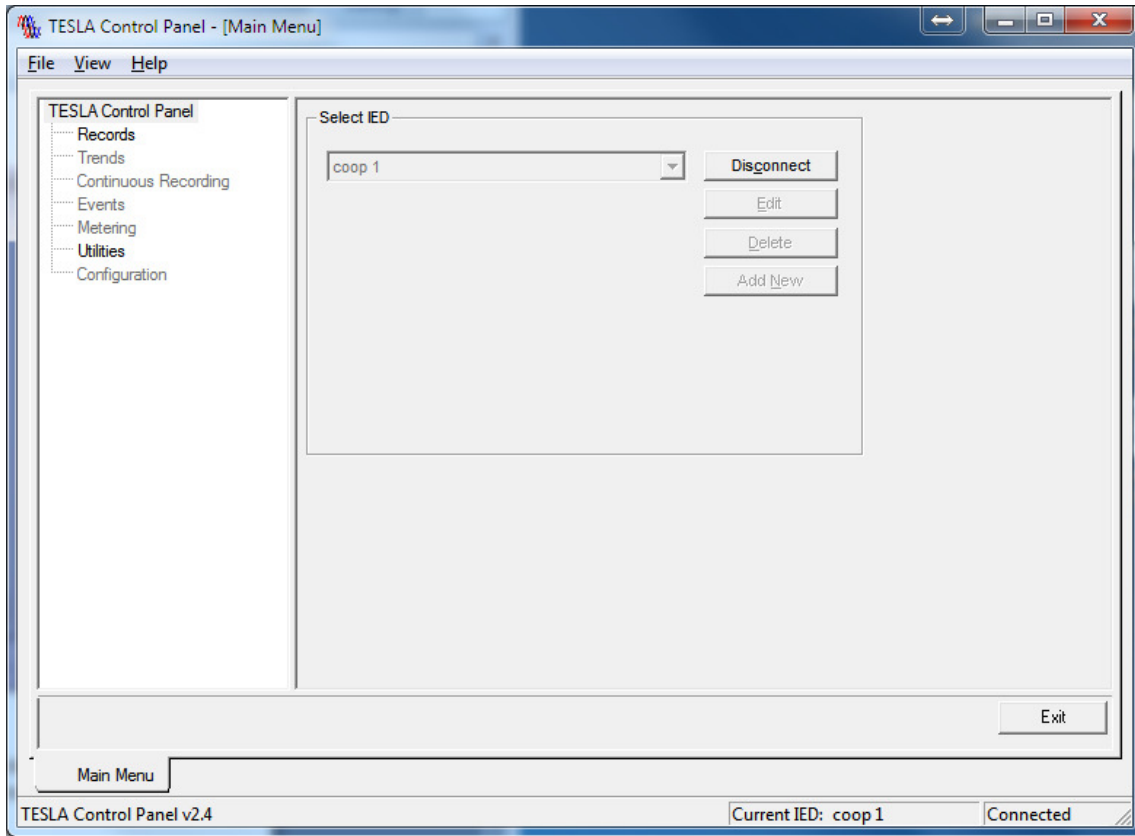 TESLA Control Panel - [Main Menu]
File View Help
TESLA Control Panel
Records
Trends
Continuous Recording
Events
Metering
Utilities
Configuration
Select IED
coop 1
Disconnect
Edit
Delete
Add New
Exit
Main Menu
TESLA Control Panel v2.4
Current IED: coop 1
Connected